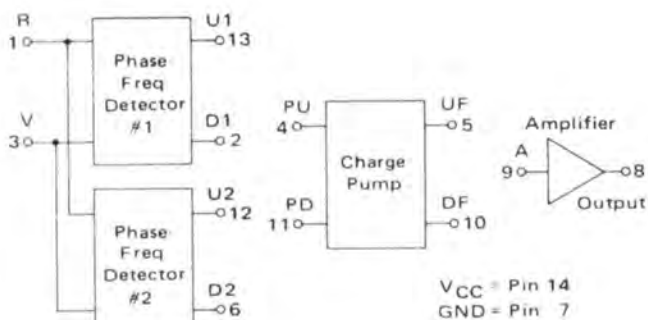 R
1
U1
13
Phase
Freq
Detector
#1
V
3
D1
2
U2
12
Phase
Freq
Detector
#2
D2
6
PU
4
UF
5
Charge
Pump
PD
11
DF
10
Amplifier
A
9
8
Output
VCC = Pin 14
GND = Pin 7